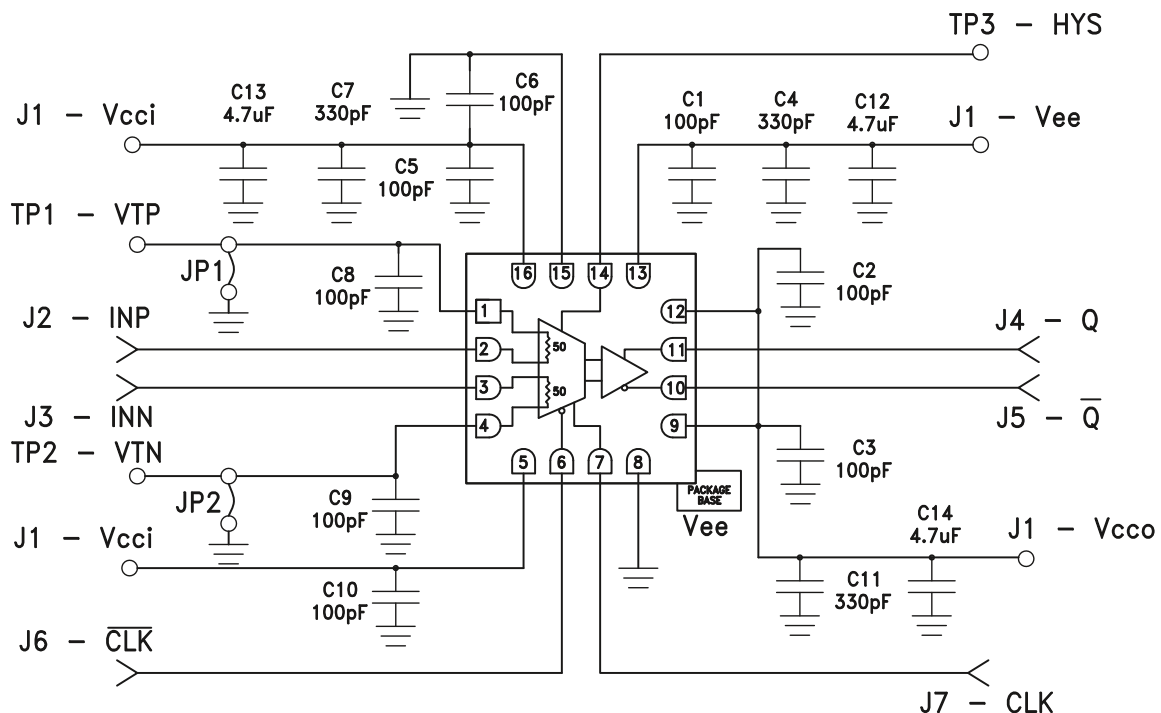 TP3 - HYS
C6
100pF
C13
4.7uF
C7
330pF
J1 - Vcci
C1
100pF
C4
330pF
C12
4.7uF
J1 - Vee
C5
100pF
TP1 - VTP
JP1
C8
100pF
16
15
14
13
C2
100pF
J2 - INP
1
12
J4 - Q
2
50
11
3
50
10
J3 - INN
J5 - Q̅
4
9
TP2 - VTN
5
6
7
8
C3
100pF
JP2
C9
100pF
PACKAGE
BASE
Vee
J1 - Vcci
C14
4.7uF
J1 - Vcco
C10
100pF
C11
330pF
J6 - C̅L̅K̅
J7 - CLK